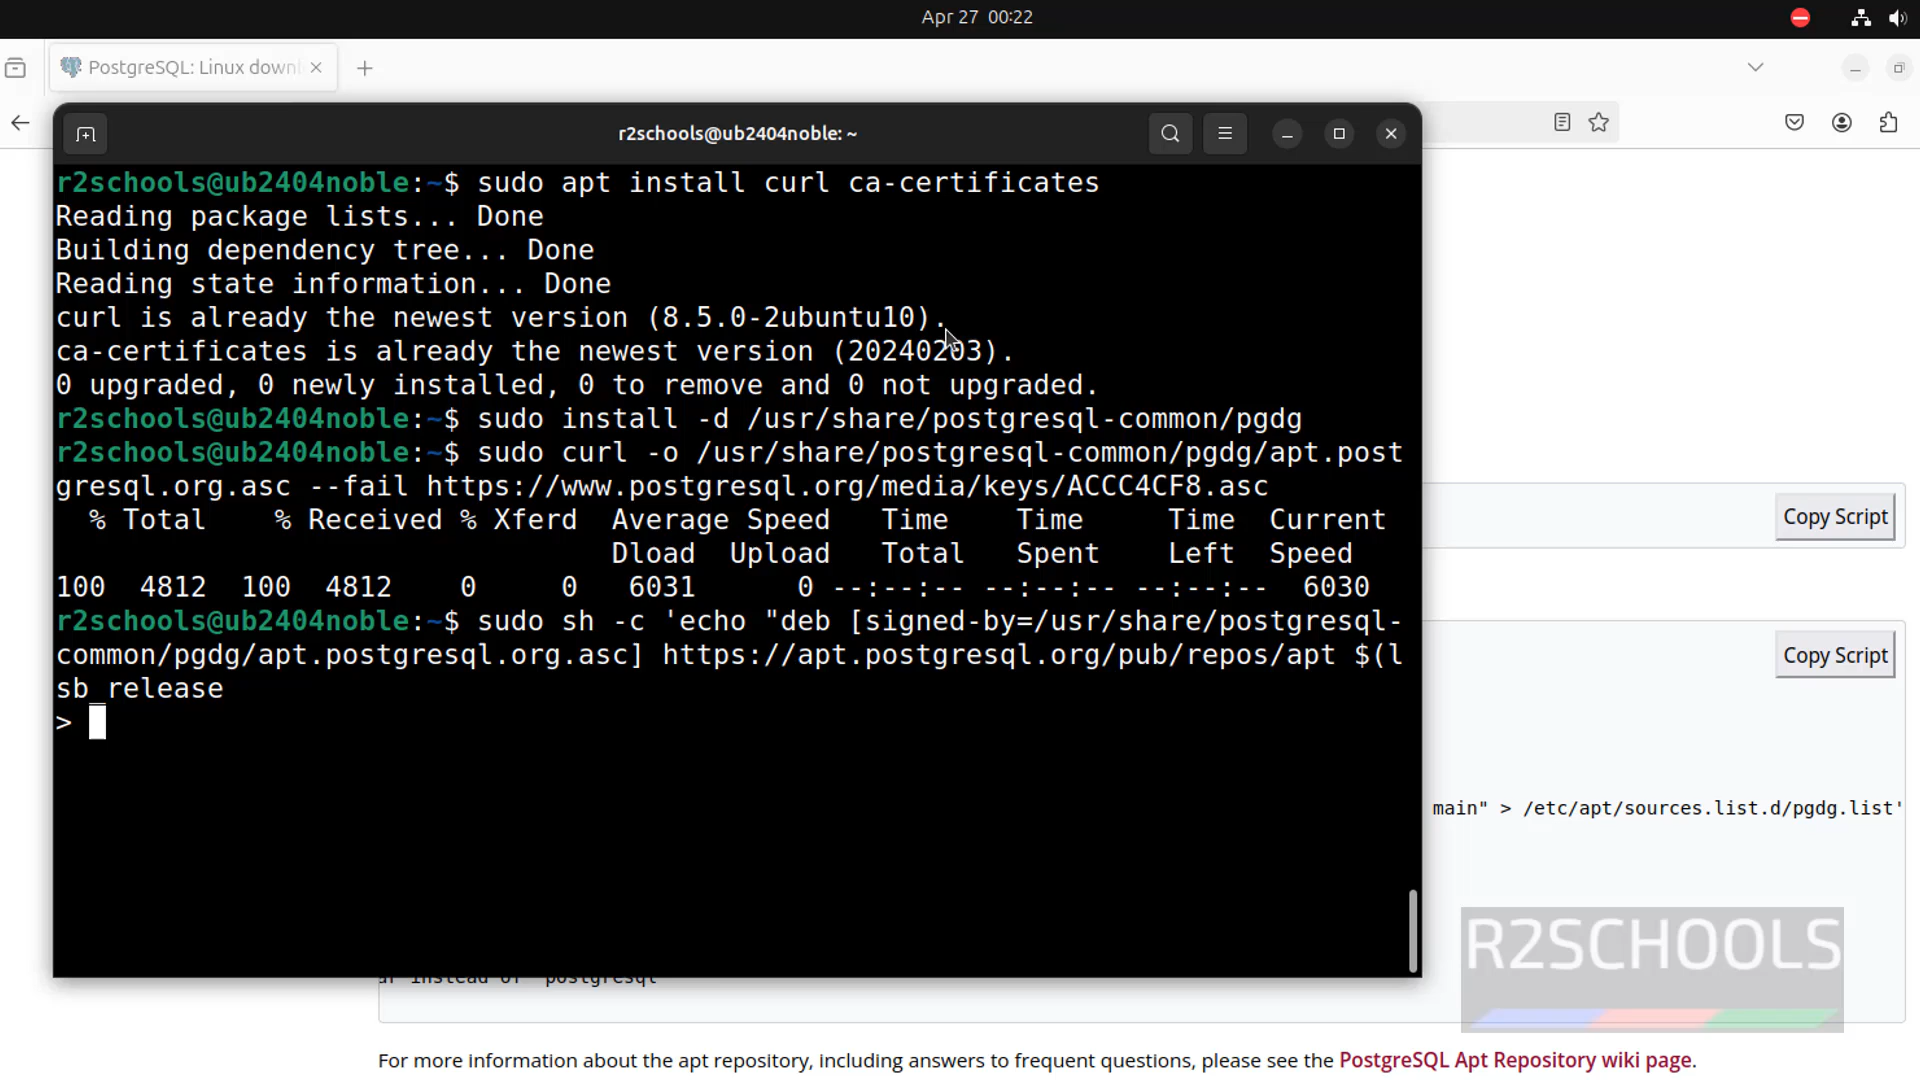 Apr 27 00:22
PostgreSQL: Linux down
r2schools@ub2404noble: ~
r2schools@ub2404noble:~$ sudo apt install curl ca-certificates
Reading package lists... Done
Building dependency tree... Done
Reading state information... Done
curl is already the newest version (8.5.0-2ubuntu10).
ca-certificates is already the newest version (20240203).
0 upgraded, 0 newly installed, 0 to remove and 0 not upgraded.
r2schools@ub2404noble:~$ sudo install -d /usr/share/postgresql-common/pgdg
r2schools@ub2404noble:~$ sudo curl -o /usr/share/postgresql-common/pgdg/apt.post
gresql.org.asc --fail https://www.postgresql.org/media/keys/ACCC4CF8.asc
% Total % Received % Xferd Average Speed Time Time Time Current
Dload Upload Total Spent Left Speed
100 4812 100 4812 0 0 6031 0 --:--:-- --:--:-- --:--:-- 6030
r2schools@ub2404noble:~$ sudo sh -c 'echo "deb [signed-by=/usr/share/postgresql-
common/pgdg/apt.postgresql.org.asc] https://apt.postgresql.org/pub/repos/apt $(l
sb_release
>
Copy Script
Copy Script
main" > /etc/apt/sources.list.d/pgdg.list'
instead of 'postgresql'
R2SCHOOLS
For more information about the apt repository, including answers to frequent questions, please see the PostgreSQL Apt Repository wiki page.